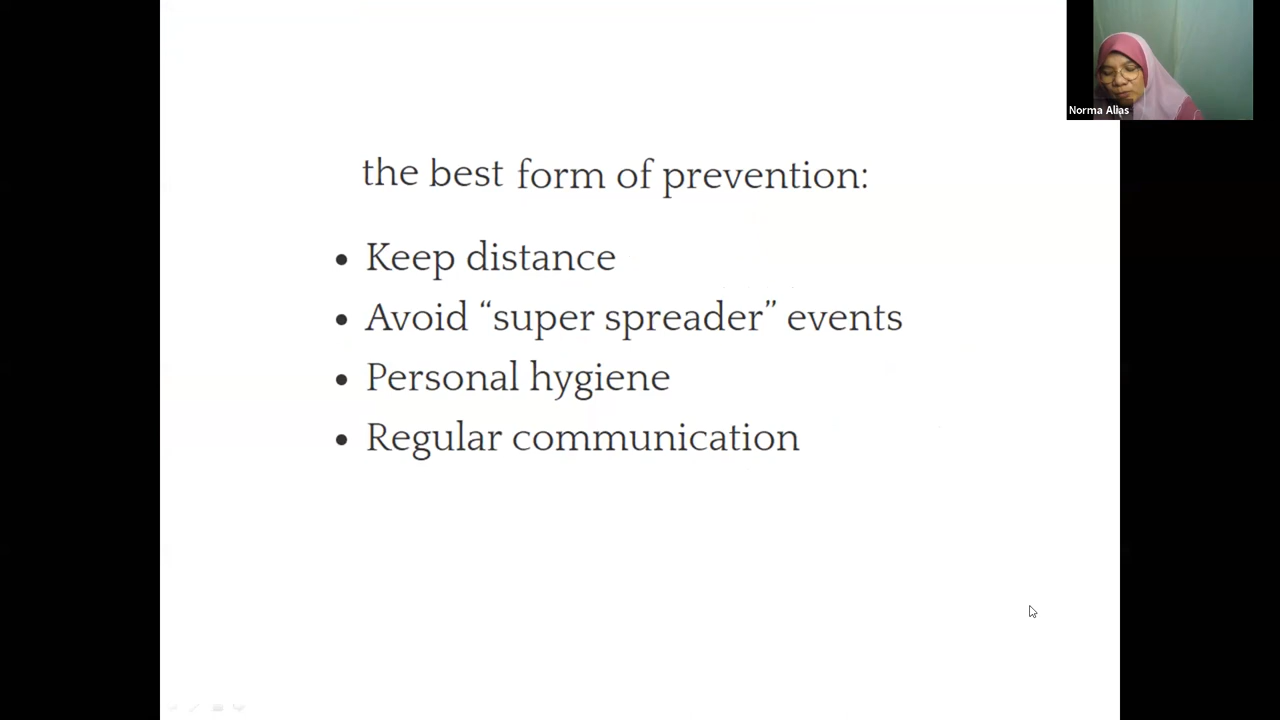 Norma Alias
the best form of prevention:
• Keep distance
• Avoid “super spreader” events
• Personal hygiene
• Regular communication